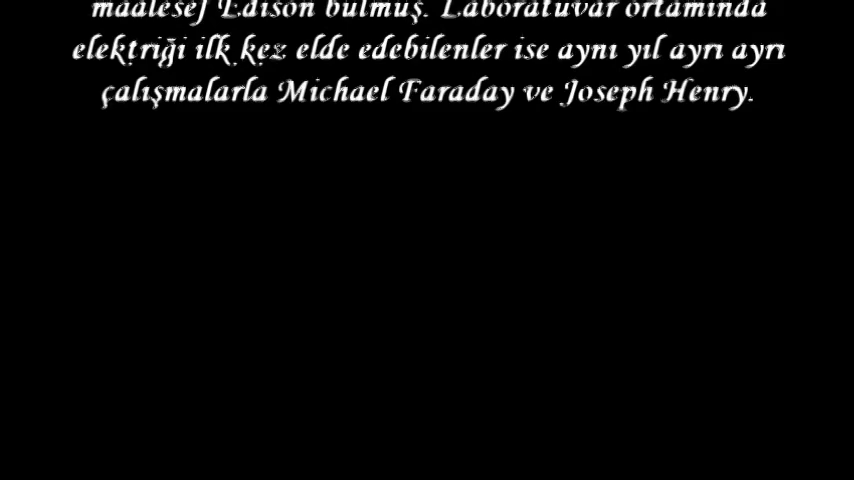 maalesef Edison bulmuş. Laboratuvar ortamında
elektriği ilk kez elde edebilenler ise aynı yıl ayrı ayrı
çalışmalarla Michael Faraday ve Joseph Henry.